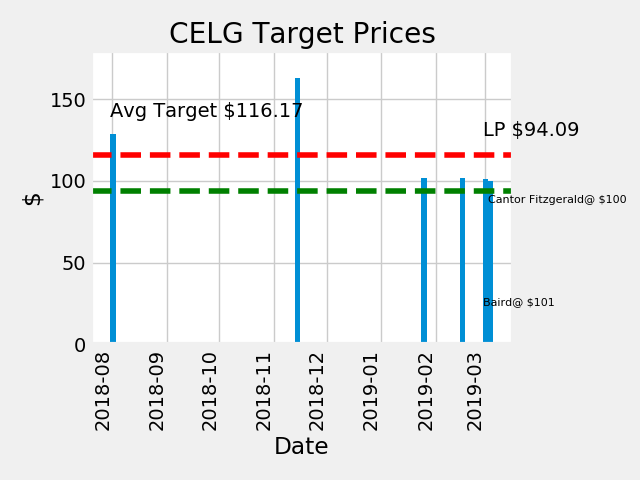 CELG Target Prices
$
150
100
50
0
Avg Target $116.17
LP $94.09
Cantor Fitzgerald@ $100
Baird@ $101
2018-08
2018-09
2018-10
2018-11
2018-12
2019-01
2019-02
2019-03
Date